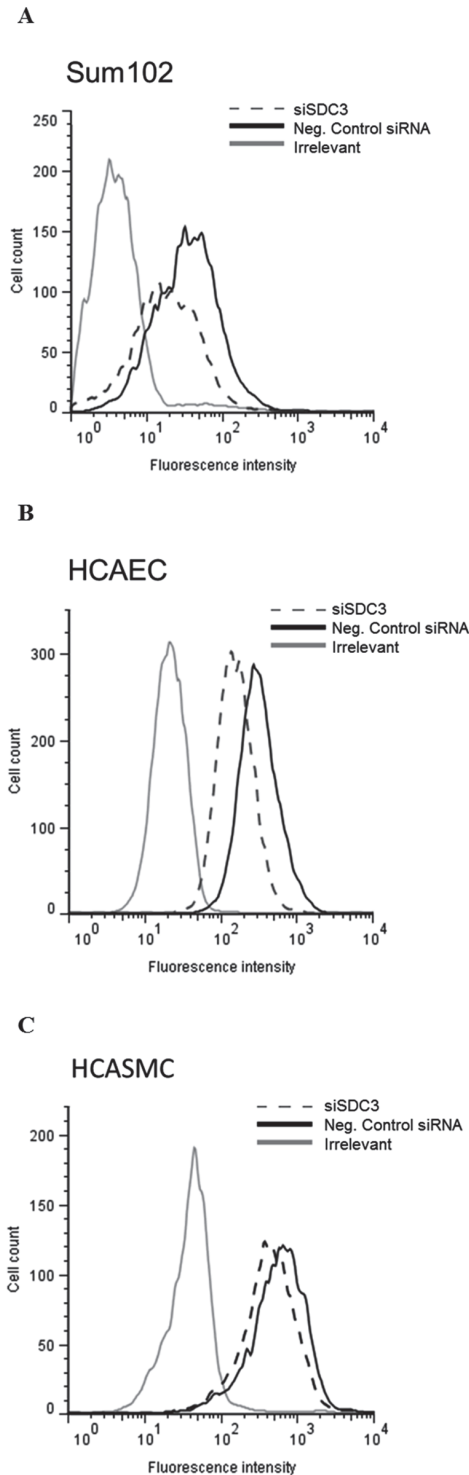 A
Sum102
siSDC3
Neg. Control siRNA
Irrelevant
250
200
150
100
50
0
Cell count
10^0 10^1 10^2 10^3 10^4
Fluorescence intensity
B
HCAEC
siSDC3
Neg. Control siRNA
Irrelevant
300
200
100
0
Cell count
10^0 10^1 10^2 10^3 10^4
Fluorescence intensity
C
HCASMC
siSDC3
Neg. Control siRNA
Irrelevant
200
150
100
50
0
Cell count
10^0 10^1 10^2 10^3 10^4
Fluorescence intensity